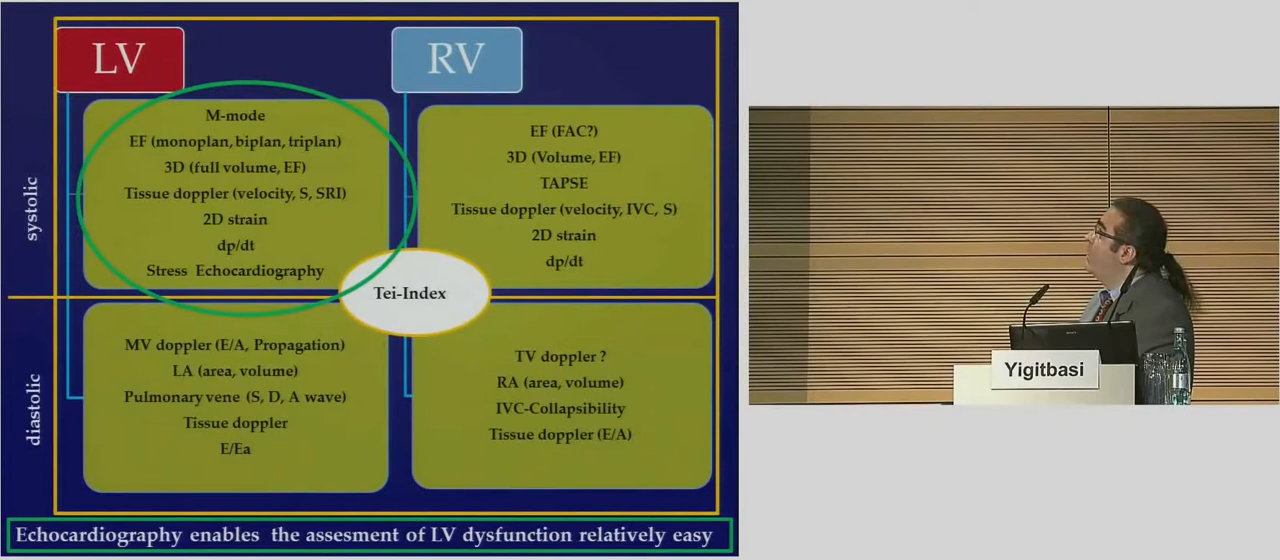 LV
RV
systolic
M-mode
EF (monoplan, biplan, triplan)
3D (full volume, EF)
Tissue doppler (velocity, S, SRI)
2D strain
dp/dt
Stress Echocardiography
EF (FAC?)
3D (Volume, EF)
TAPSE
Tissue doppler (velocity, IVC, S)
2D strain
dp/dt
Tei-Index
diastolic
MV doppler (E/A, Propagation)
LA (area, volume)
Pulmonary vene (S, D, A wave)
Tissue doppler
E/Ea
TV doppler ?
RA (area, volume)
IVC-Collapsibility
Tissue doppler (E/A)
Echocardiography enables the assesment of LV dysfunction relatively easy
Yigitbasi